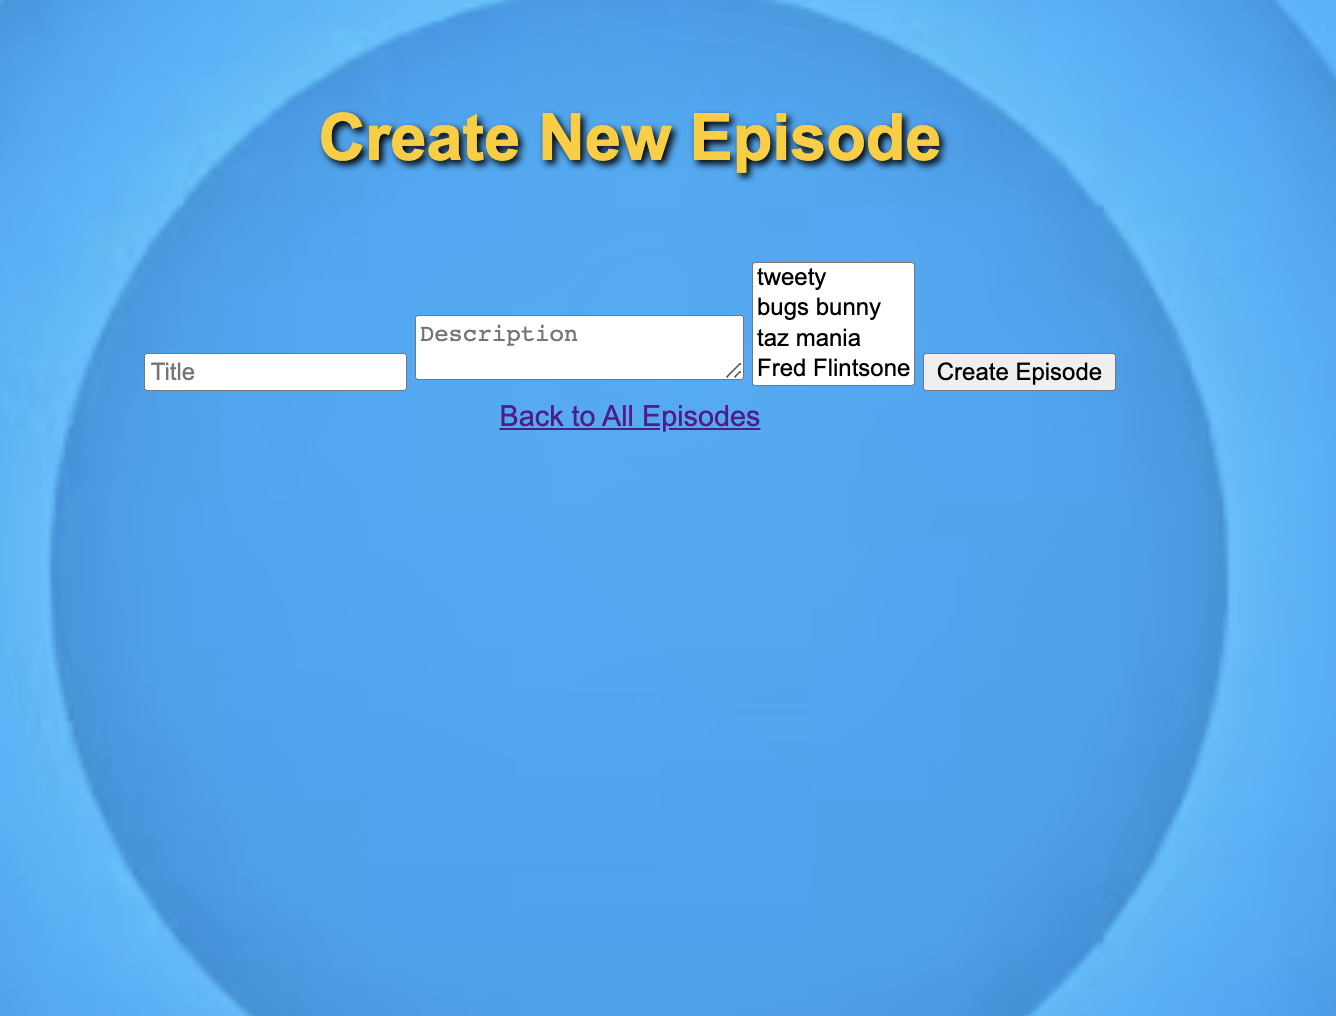 Create New Episode
Title
Description
tweety
bugs bunny
taz mania
Fred Flintsone
Create Episode
Back to All Episodes